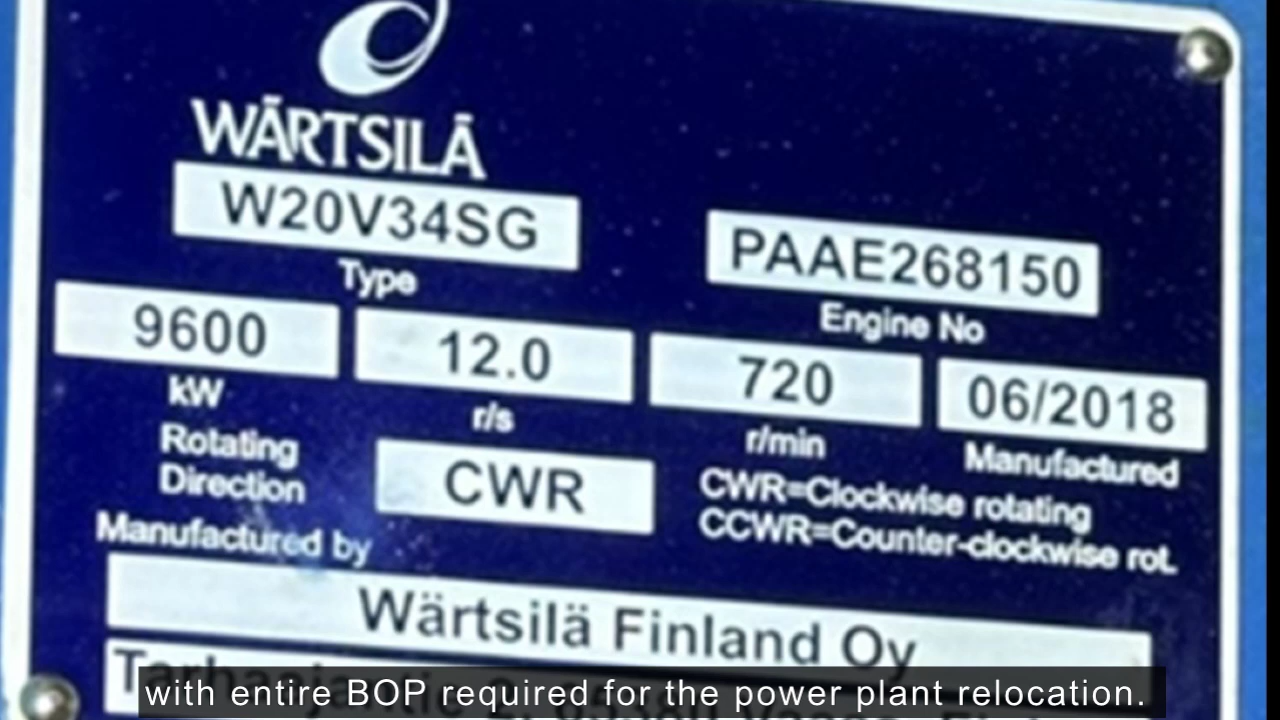 WÄRTSILÄ
W20V34SG
PAAE268150
Type
Engine No
9600
12.0
720
06/2018
kW
r/s
r/min
Manufactured
Rotating
Direction
CWR
CWR=Clockwise rotating
CCWR=Counter-clockwise rot.
Manufactured by
Wärtsilä Finland Oy
with entire BOP required for the power plant relocation.